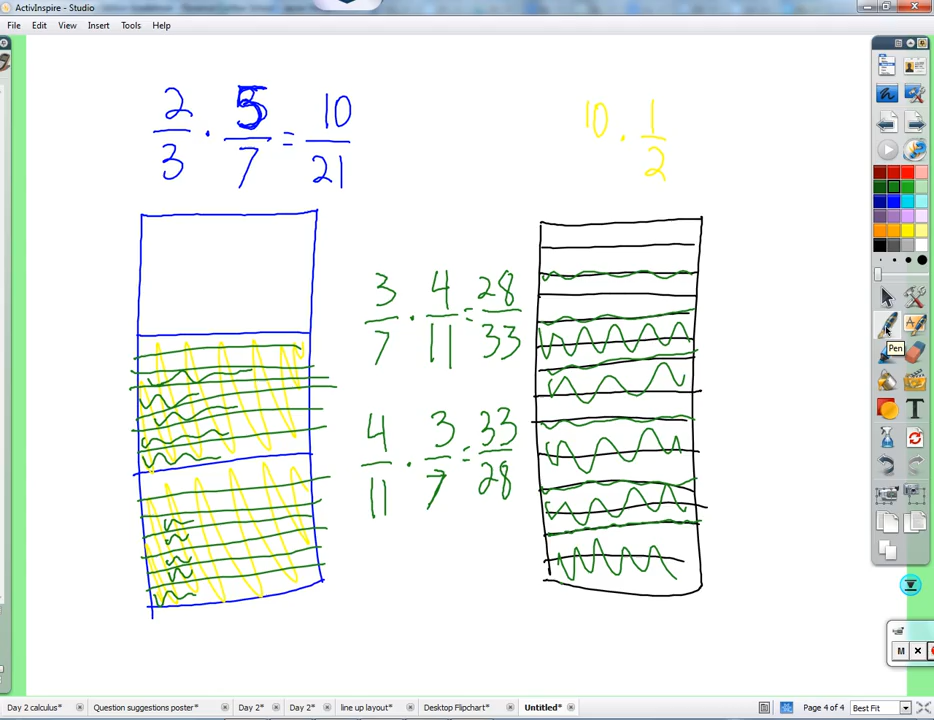 ActivInspire - Studio
File Edit View Insert Tools Help
2/3 · 5/7 = 10/21
10 · 1/2
3/7 · 4/11 = 28/33
4/11 · 3/7 = 33/28
Pen
M
Day 2 calculus* Question suggestions poster* Day 2* Day 2* line up layout* Desktop Flipchart* Untitled* Page 4 of 4 Best Fit